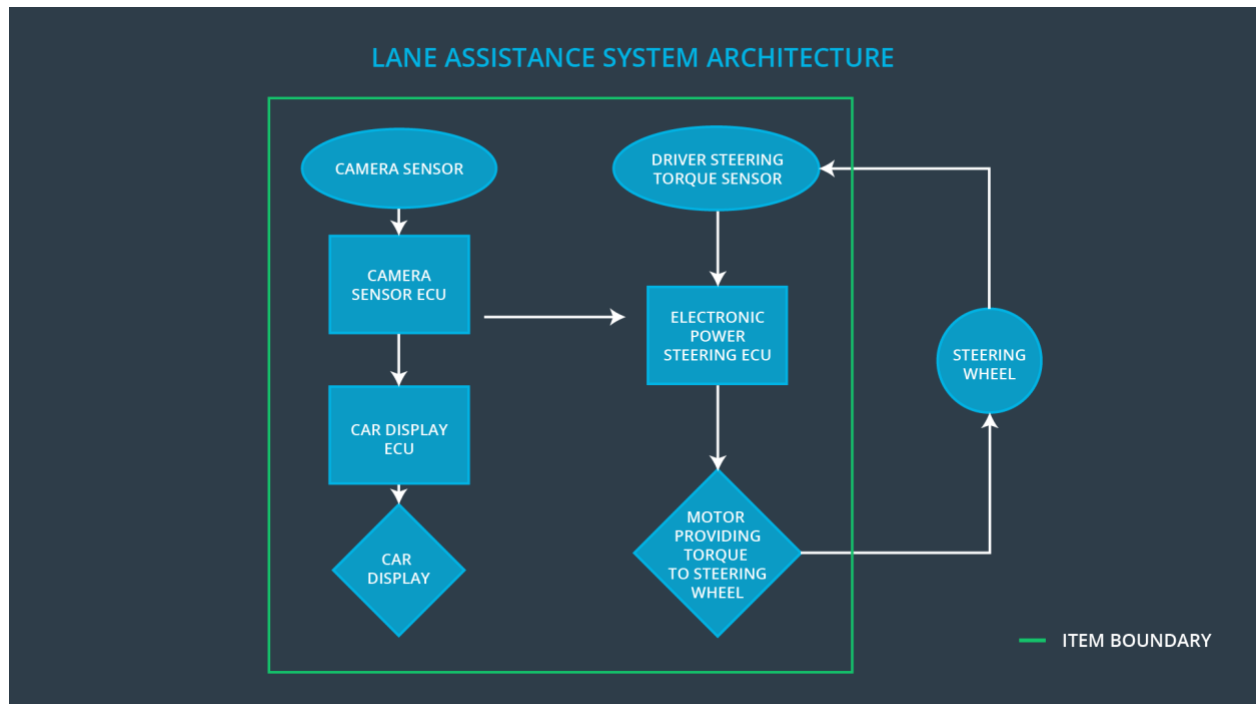 LANE ASSISTANCE SYSTEM ARCHITECTURE
CAMERA SENSOR
CAMERA
SENSOR ECU
CAR DISPLAY
ECU
CAR
DISPLAY
DRIVER STEERING
TORQUE SENSOR
ELECTRONIC
POWER
STEERING ECU
MOTOR
PROVIDING
TORQUE
TO STEERING
WHEEL
STEERING
WHEEL
ITEM BOUNDARY